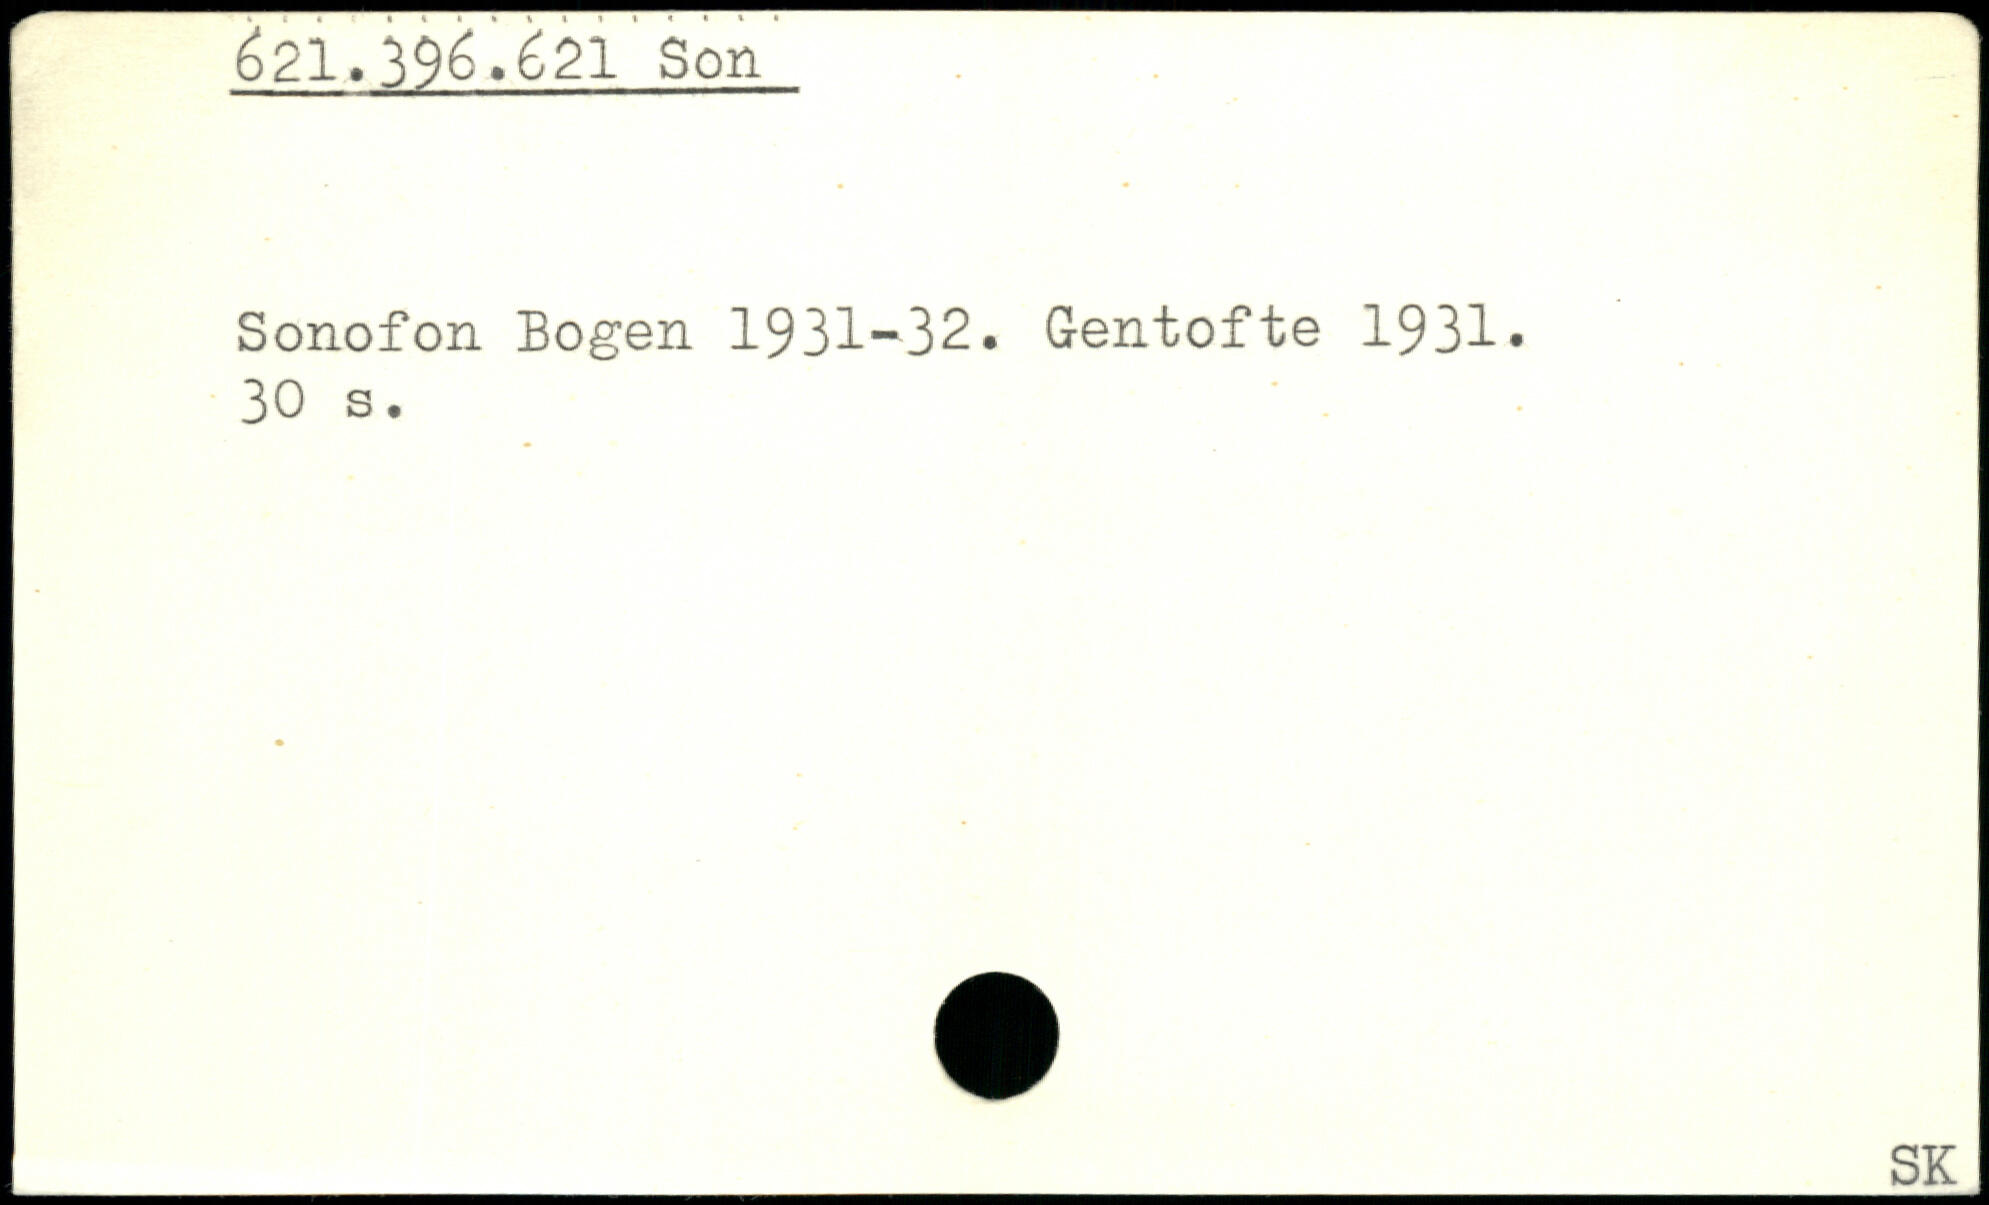 621.396.621 Son
Sonofon Bogen 1931-32. Gentofte 1931.
30 s.
SK